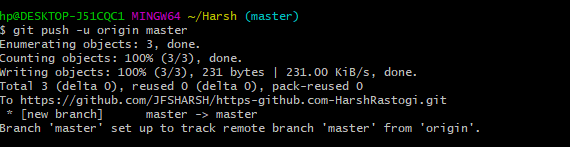 hp@DESKTOP-J51CQC1 MINGW64 ~/Harsh (master)
$ git push -u origin master
Enumerating objects: 3, done.
Counting objects: 100% (3/3), done.
Writing objects: 100% (3/3), 231 bytes | 231.00 KiB/s, done.
Total 3 (delta 0), reused 0 (delta 0), pack-reused 0
To https://github.com/JFSHARSH/https-github.com-HarshRastogi.git
 * [new branch]      master -> master
Branch 'master' set up to track remote branch 'master' from 'origin'.